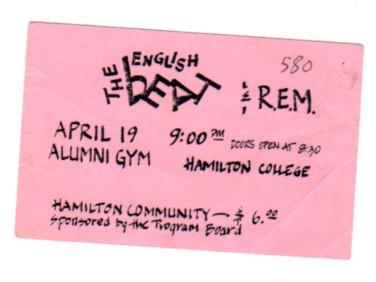 THE ENGLISH BEAT
580
R.E.M.
APRIL 19 9:00 PM DOORS OPEN AT 8:30
ALUMNI GYM HAMILTON COLLEGE
HAMILTON COMMUNITY — $6.00
Sponsored by the Program Board